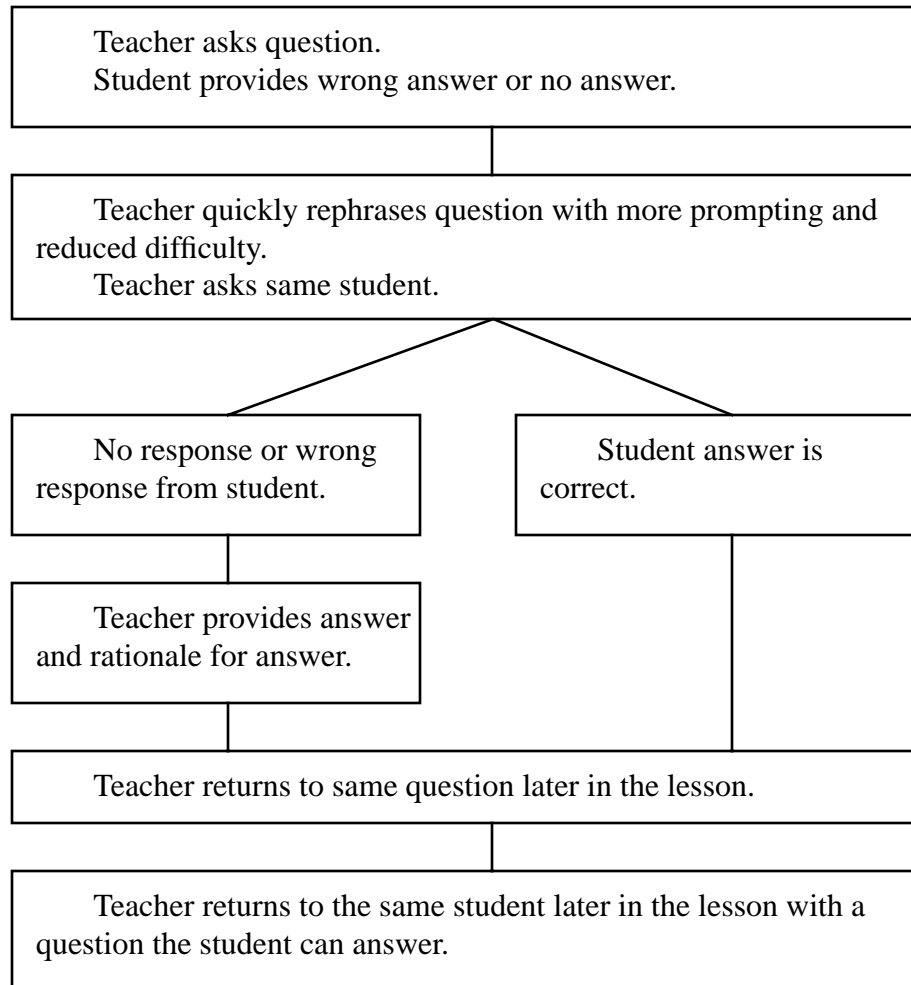 Teacher asks question.
Student provides wrong answer or no answer.
Teacher quickly rephrases question with more prompting and
reduced difficulty.
Teacher asks same student.
No response or wrong
response from student.
Student answer is
correct.
Teacher provides answer
and rationale for answer.
Teacher returns to same question later in the lesson.
Teacher returns to the same student later in the lesson with a
question the student can answer.